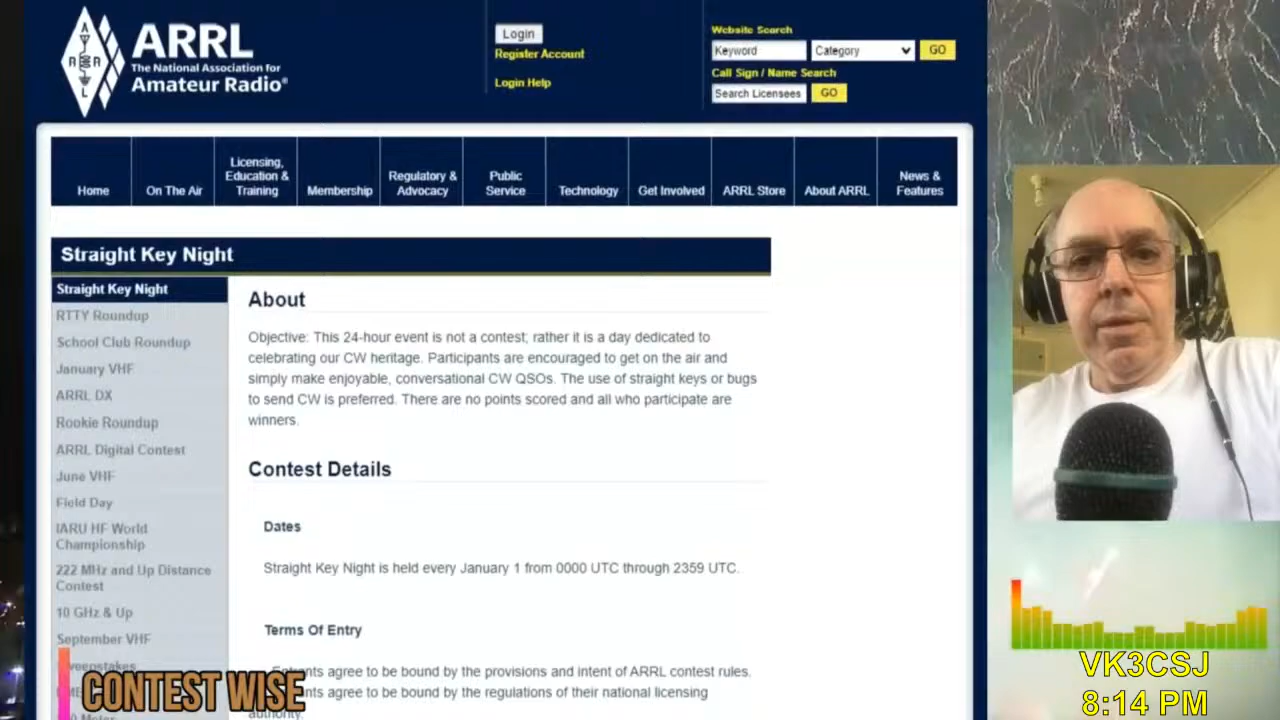 ARRL
The National Association for
Amateur Radio®
Login
Register Account
Login Help
Website Search
Keyword
Category
GO
Call Sign / Name Search
Search Licensees
GO
Home
On The Air
Licensing,
Education &
Training
Membership
Regulatory &
Advocacy
Public
Service
Technology
Get Involved
ARRL Store
About ARRL
News &
Features
Straight Key Night
Straight Key Night
RTTY Roundup
School Club Roundup
January VHF
ARRL DX
Rookie Roundup
ARRL Digital Contest
June VHF
Field Day
IARU HF World
Championship
222 MHz and Up Distance
Contest
10 GHz & Up
September VHF
About
Objective: This 24-hour event is not a contest; rather it is a day dedicated to
celebrating our CW heritage. Participants are encouraged to get on the air and
simply make enjoyable, conversational CW QSOs. The use of straight keys or bugs
to send CW is preferred. There are no points scored and all who participate are
winners.
Contest Details
Dates
Straight Key Night is held every January 1 from 0000 UTC through 2359 UTC.
Terms Of Entry
agree to be bound by the provisions and intent of ARRL contest rules.
agree to be bound by the regulations of their national licensing
authority.
CONTEST WISE
VK3CSJ
8:14 PM